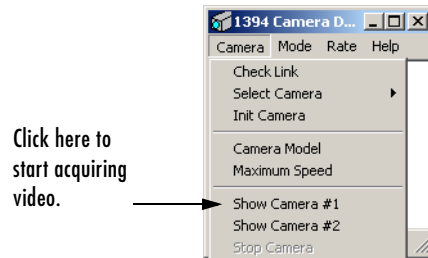 1394 Camera D...
Camera Mode Rate Help
Check Link
Select Camera
Init Camera
Camera Model
Maximum Speed
Click here to
start acquiring
video.
Show Camera #1
Show Camera #2
Stop Camera